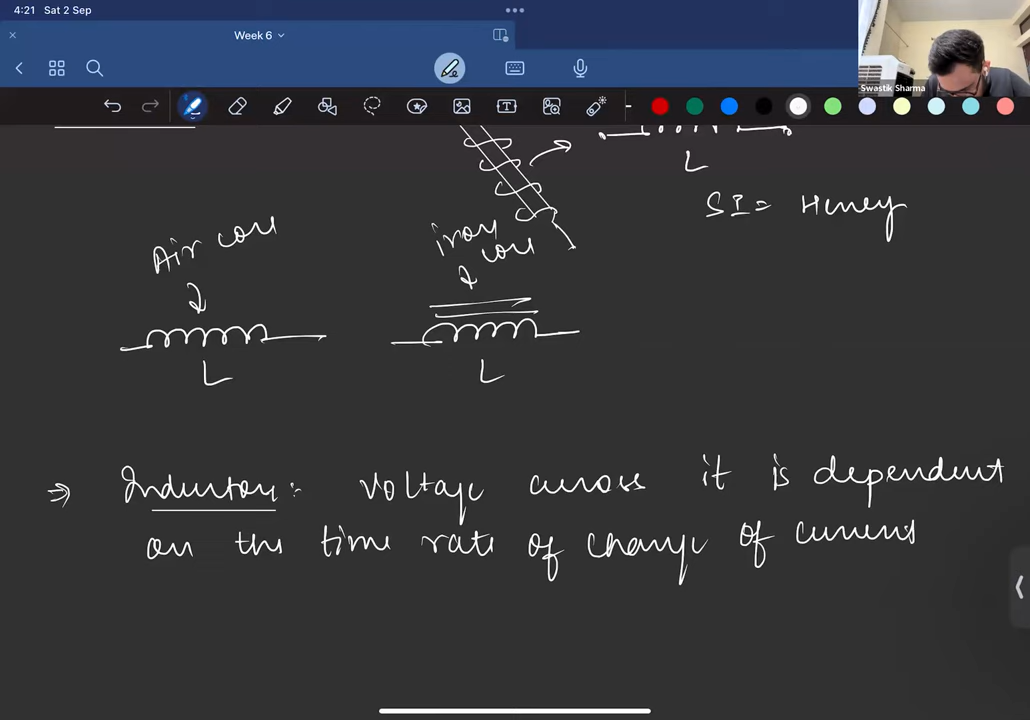 4:21 Sat 2 Sep
Week 6
Swastik Sharma
L
SI = Henry
Air core
iron
core
L
L
⇒ Inductor:- voltage across it is dependent
on the time rate of change of current